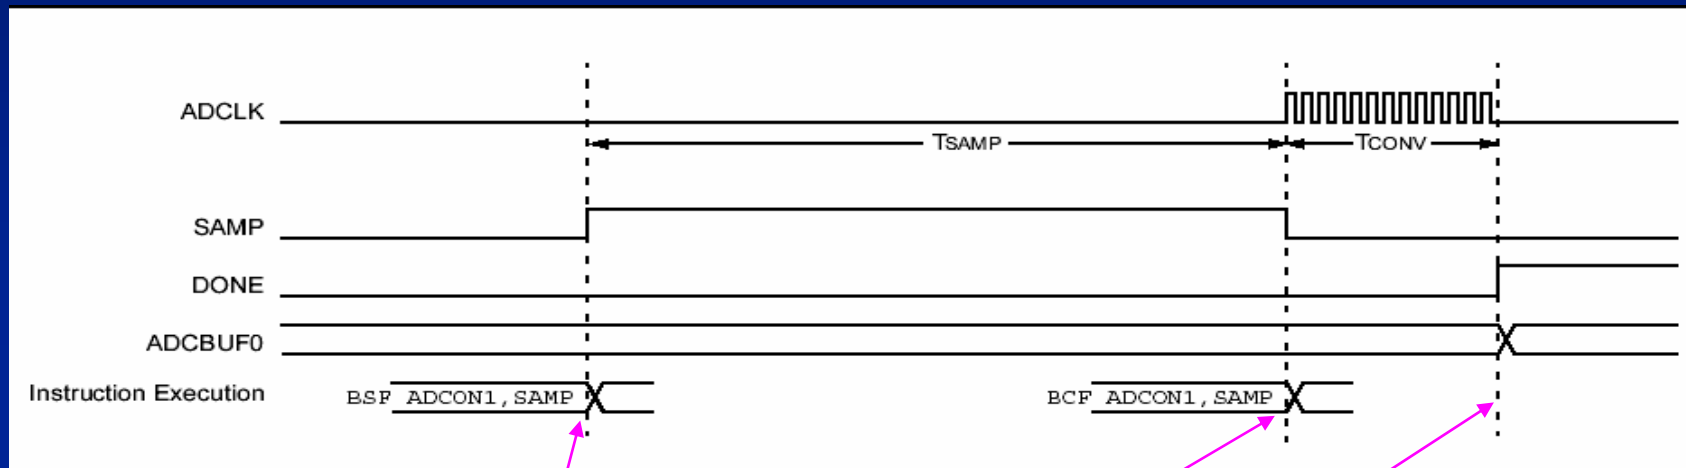 ADCLK
TSAMP TCONV
SAMP
DONE
ADCBUF0
Instruction Execution BSF ADCON1,SAMP BCF ADCON1,SAMP